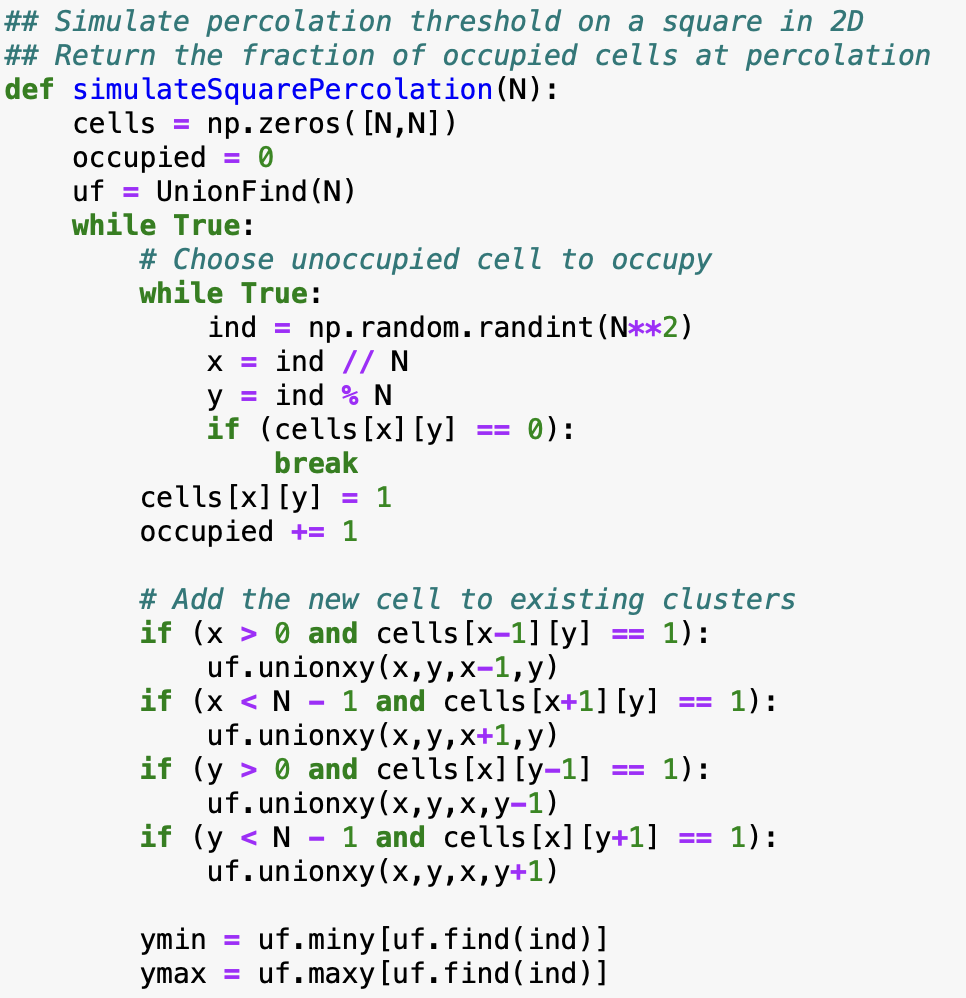 ## Simulate percolation threshold on a square in 2D
## Return the fraction of occupied cells at percolation
def simulateSquarePercolation(N):
    cells = np.zeros([N,N])
    occupied = 0
    uf = UnionFind(N)
    while True:
        # Choose unoccupied cell to occupy
        while True:
            ind = np.random.randint(N**2)
            x = ind // N
            y = ind % N
            if (cells[x][y] == 0):
                break
        cells[x][y] = 1
        occupied += 1

        # Add the new cell to existing clusters
        if (x > 0 and cells[x-1][y] == 1):
            uf.unionxy(x,y,x-1,y)
        if (x < N - 1 and cells[x+1][y] == 1):
            uf.unionxy(x,y,x+1,y)
        if (y > 0 and cells[x][y-1] == 1):
            uf.unionxy(x,y,x,y-1)
        if (y < N - 1 and cells[x][y+1] == 1):
            uf.unionxy(x,y,x,y+1)

        ymin = uf.miny[uf.find(ind)]
        ymax = uf.maxy[uf.find(ind)]